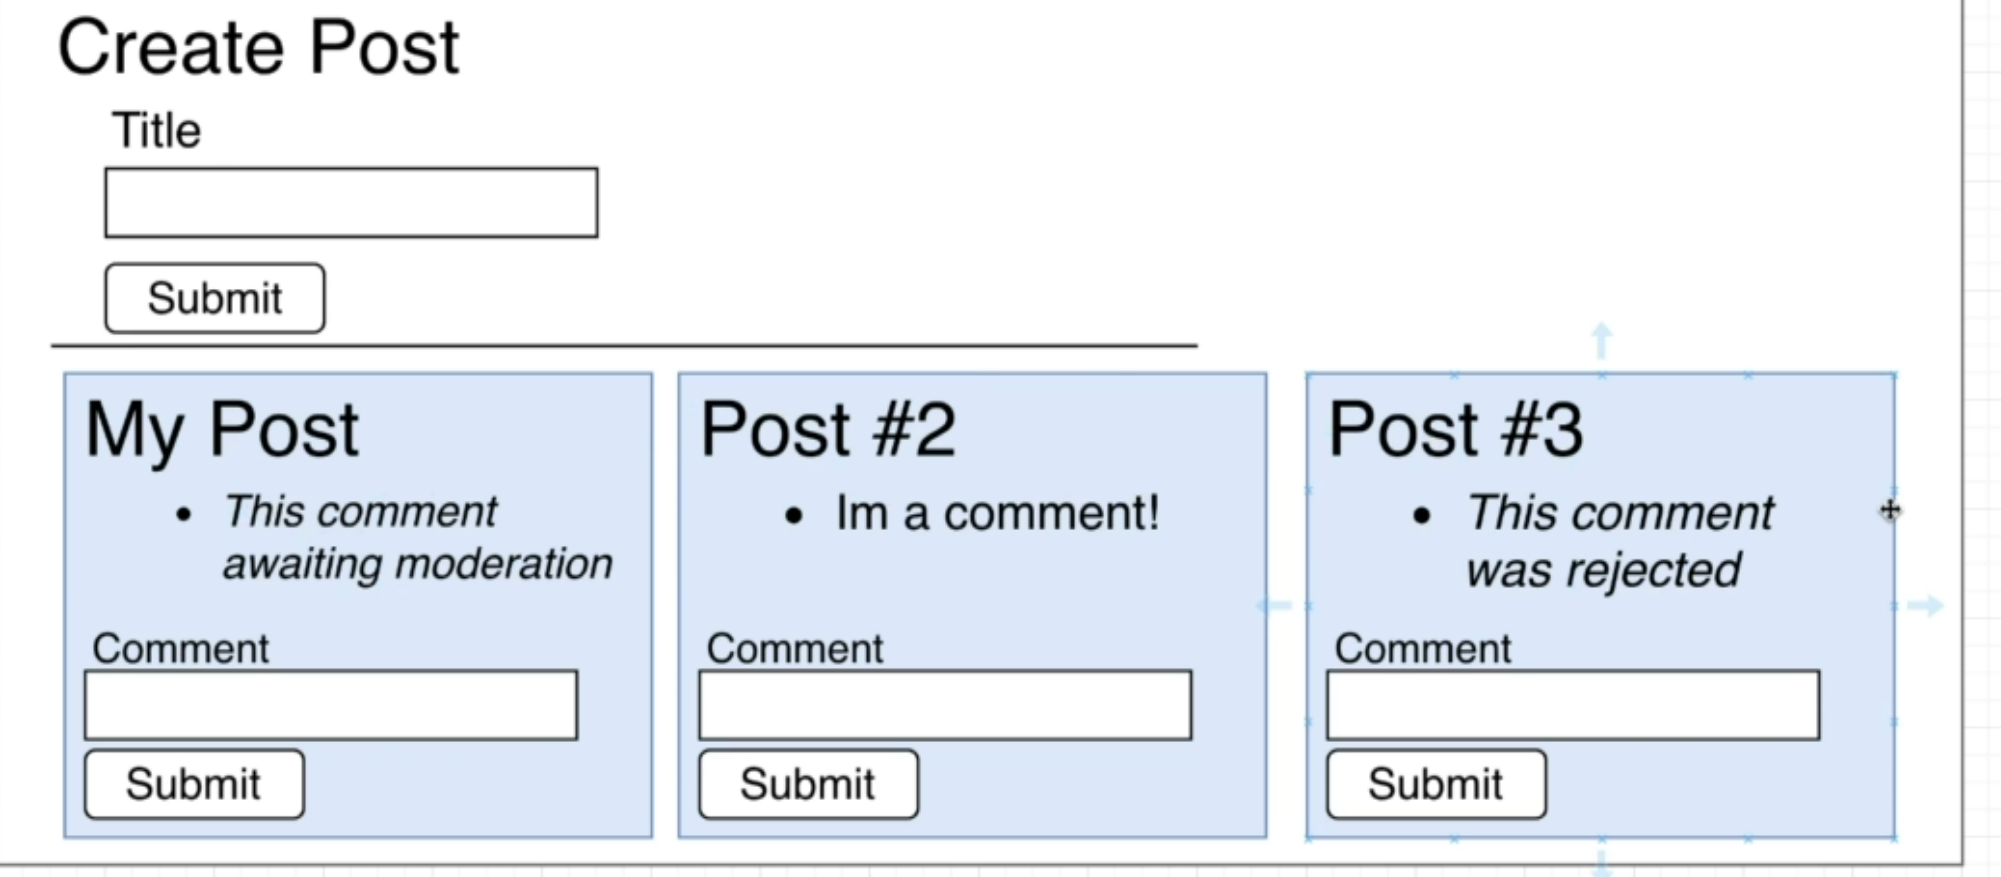 Create Post
Title
Submit
My Post
This comment
awaiting moderation
Comment
Submit
Post #2
Im a comment!
Comment
Submit
Post #3
This comment
was rejected
Comment
Submit